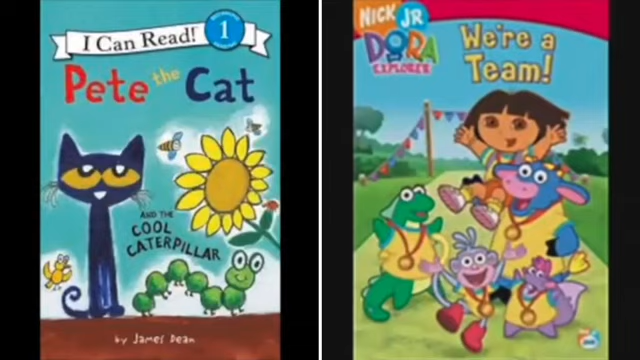 I Can Read!
1
Pete the Cat
AND THE
COOL
CATERPILLAR
by James Dean
NICK JR
DORA
EXPLORER
We're a
Team!